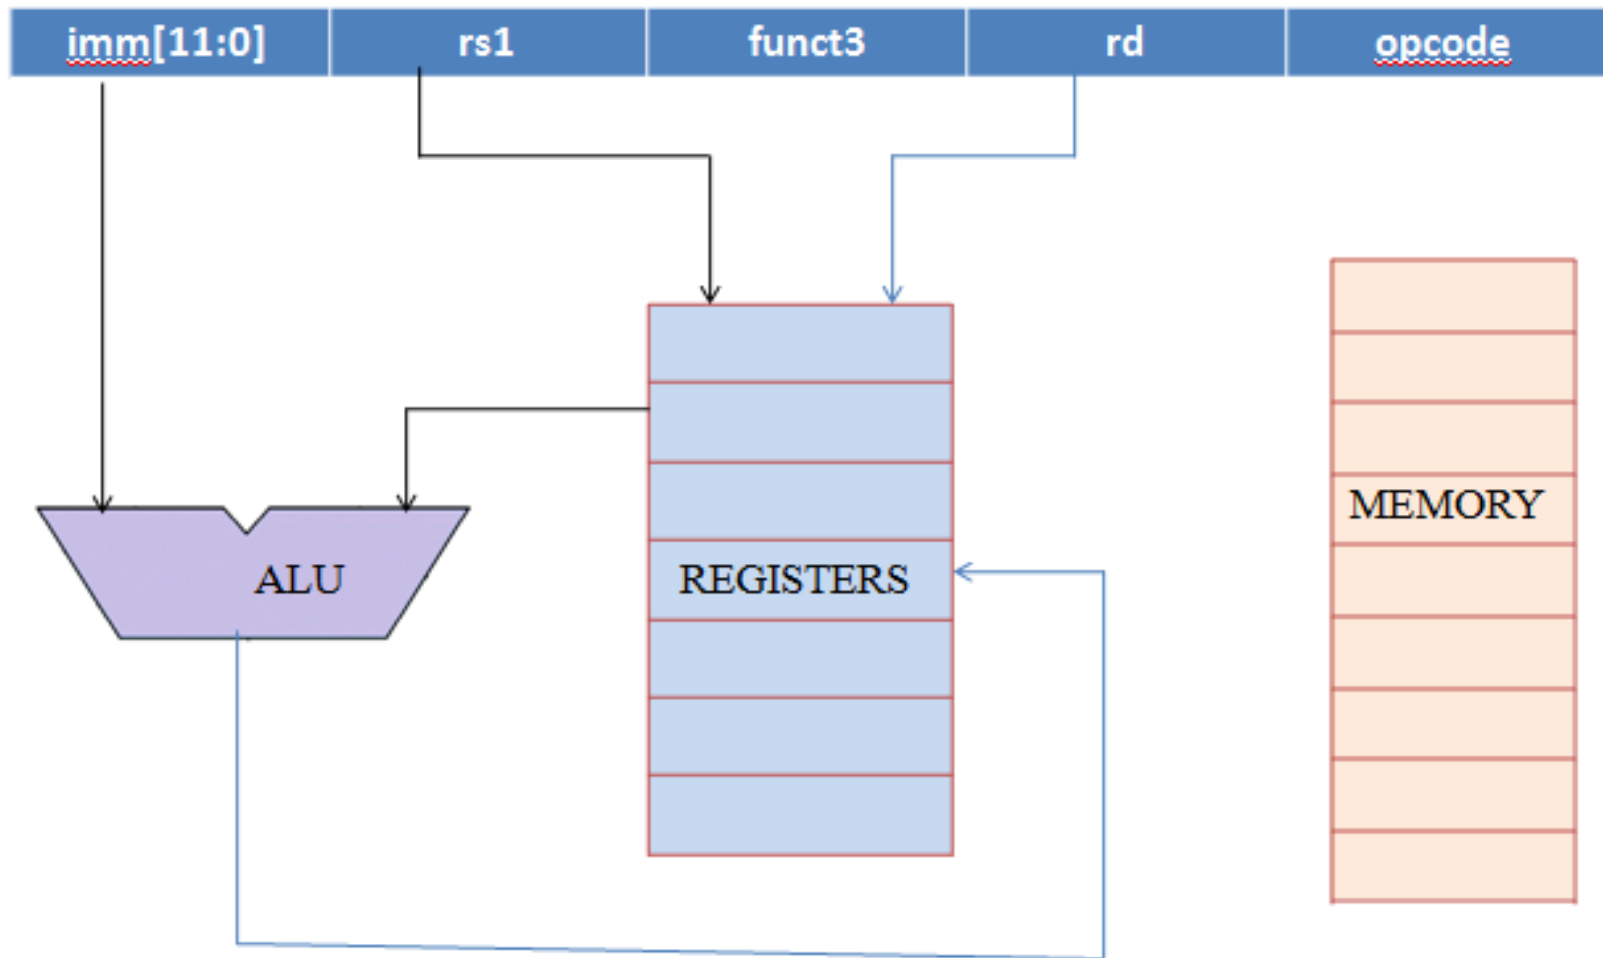 imm[11:0] rs1 funct3 rd opcode
MEMORY
ALU REGISTERS